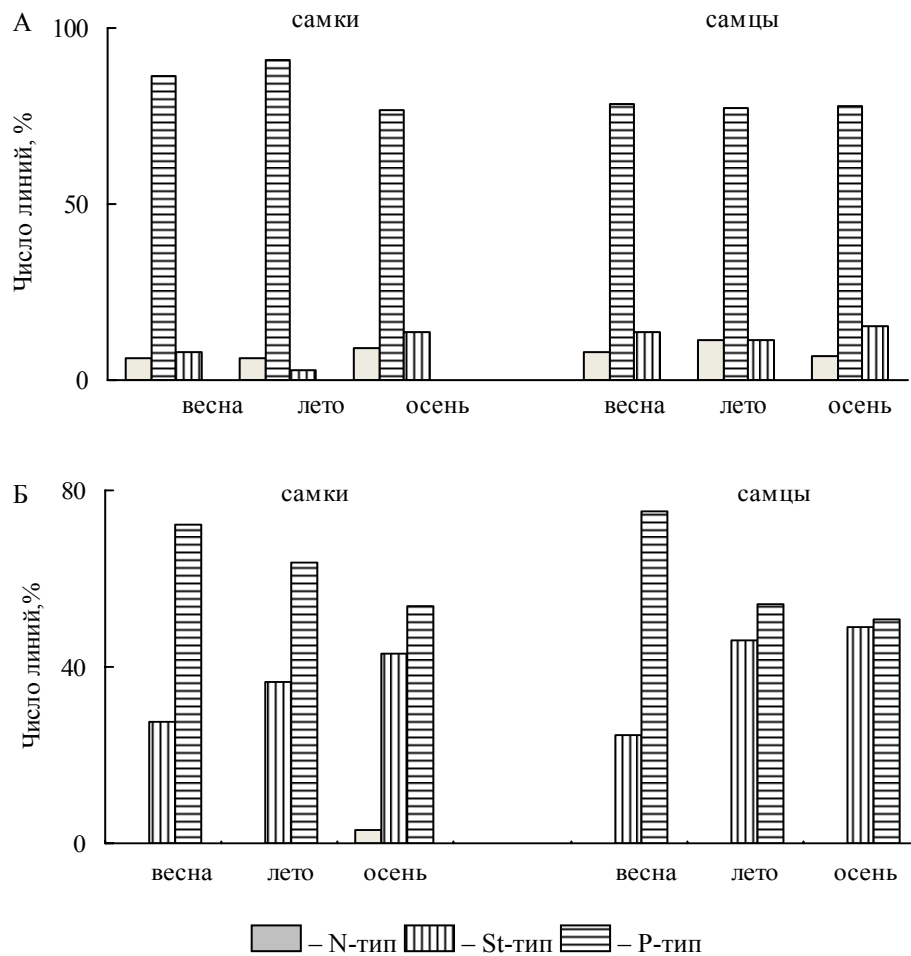 А
самки
самцы
100
50
0
Число линий, %
весна лето осень
весна лето осень
Б
самки
самцы
80
40
0
Число линий,%
весна лето осень
весна лето осень
– N-тип – St-тип – P-тип